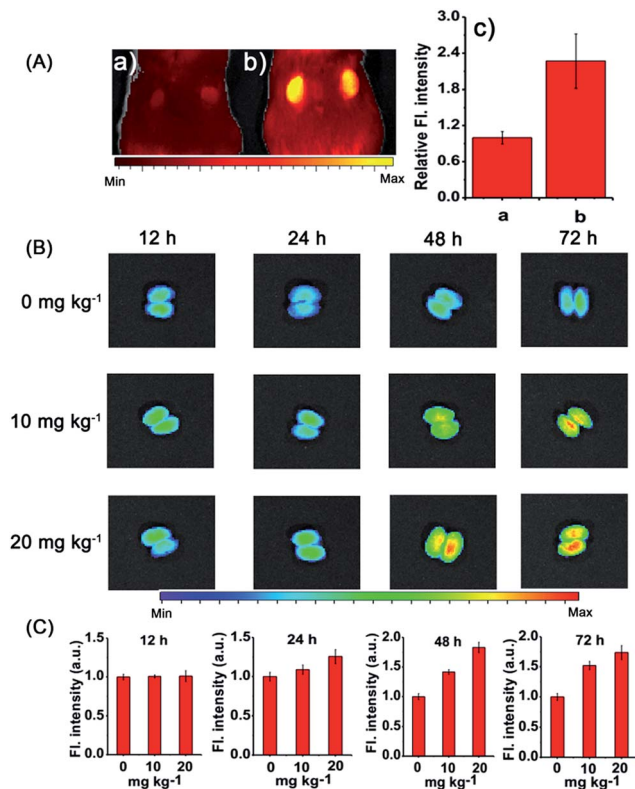 (A)
a)
b)
Min
Max
c)
Relative Fl. intensity
3.0
2.4
1.8
1.2
0.6
0.0
a
b
(B)
12 h
24 h
48 h
72 h
0 mg kg⁻¹
10 mg kg⁻¹
20 mg kg⁻¹
Min
Max
(C)
Fl. intensity (a.u.)
1.5
1.0
0.5
0.0
12 h
0 10 20
mg kg⁻¹
Fl. intensity (a.u.)
1.5
1.0
0.5
0.0
24 h
0 10 20
mg kg⁻¹
Fl. intensity (a.u.)
2.0
1.5
1.0
0.5
0.0
48 h
0 10 20
mg kg⁻¹
Fl. intensity (a.u.)
2.0
1.5
1.0
0.5
0.0
72 h
0 10 20
mg kg⁻¹